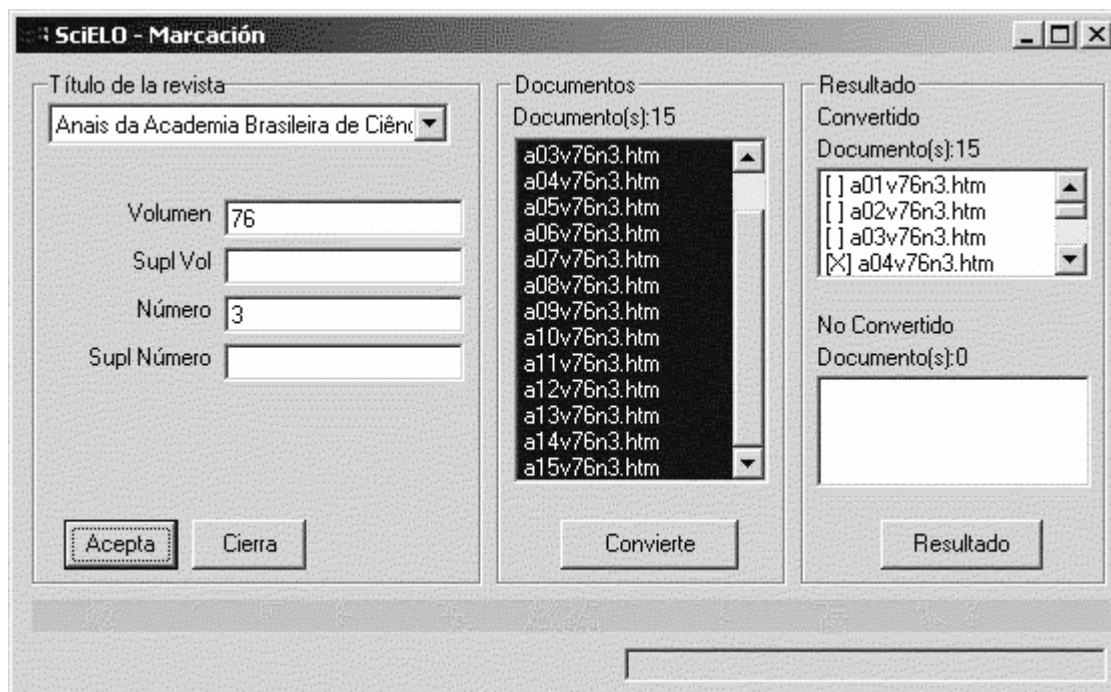 SciELO - Marcación
Título de la revista
Anais da Academia Brasileira de Ciênc
Volumen 76
Supl Vol
Número 3
Supl Número
Acepta Cierra
Documentos
Documento(s):15
a03v76n3.htm
a04v76n3.htm
a05v76n3.htm
a06v76n3.htm
a07v76n3.htm
a08v76n3.htm
a09v76n3.htm
a10v76n3.htm
a11v76n3.htm
a12v76n3.htm
a13v76n3.htm
a14v76n3.htm
a15v76n3.htm
Convierte
Resultado
Convertido
Documento(s):15
[ ] a01v76n3.htm
[ ] a02v76n3.htm
[ ] a03v76n3.htm
[X] a04v76n3.htm
No Convertido
Documento(s):0
Resultado